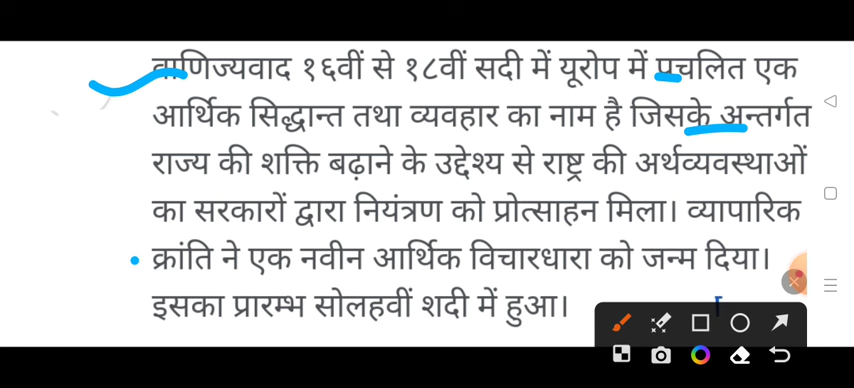 वाणिज्यवाद १६वीं से १८वीं सदी में यूरोप में प्रचलित एक
आर्थिक सिद्धान्त तथा व्यवहार का नाम है जिसके अन्तर्गत
राज्य की शक्ति बढ़ाने के उद्देश्य से राष्ट्र की अर्थव्यवस्थाओं
का सरकारों द्वारा नियंत्रण को प्रोत्साहन मिला। व्यापारिक
क्रांति ने एक नवीन आर्थिक विचारधारा को जन्म दिया।
इसका प्रारम्भ सोलहवीं शदी में हुआ।